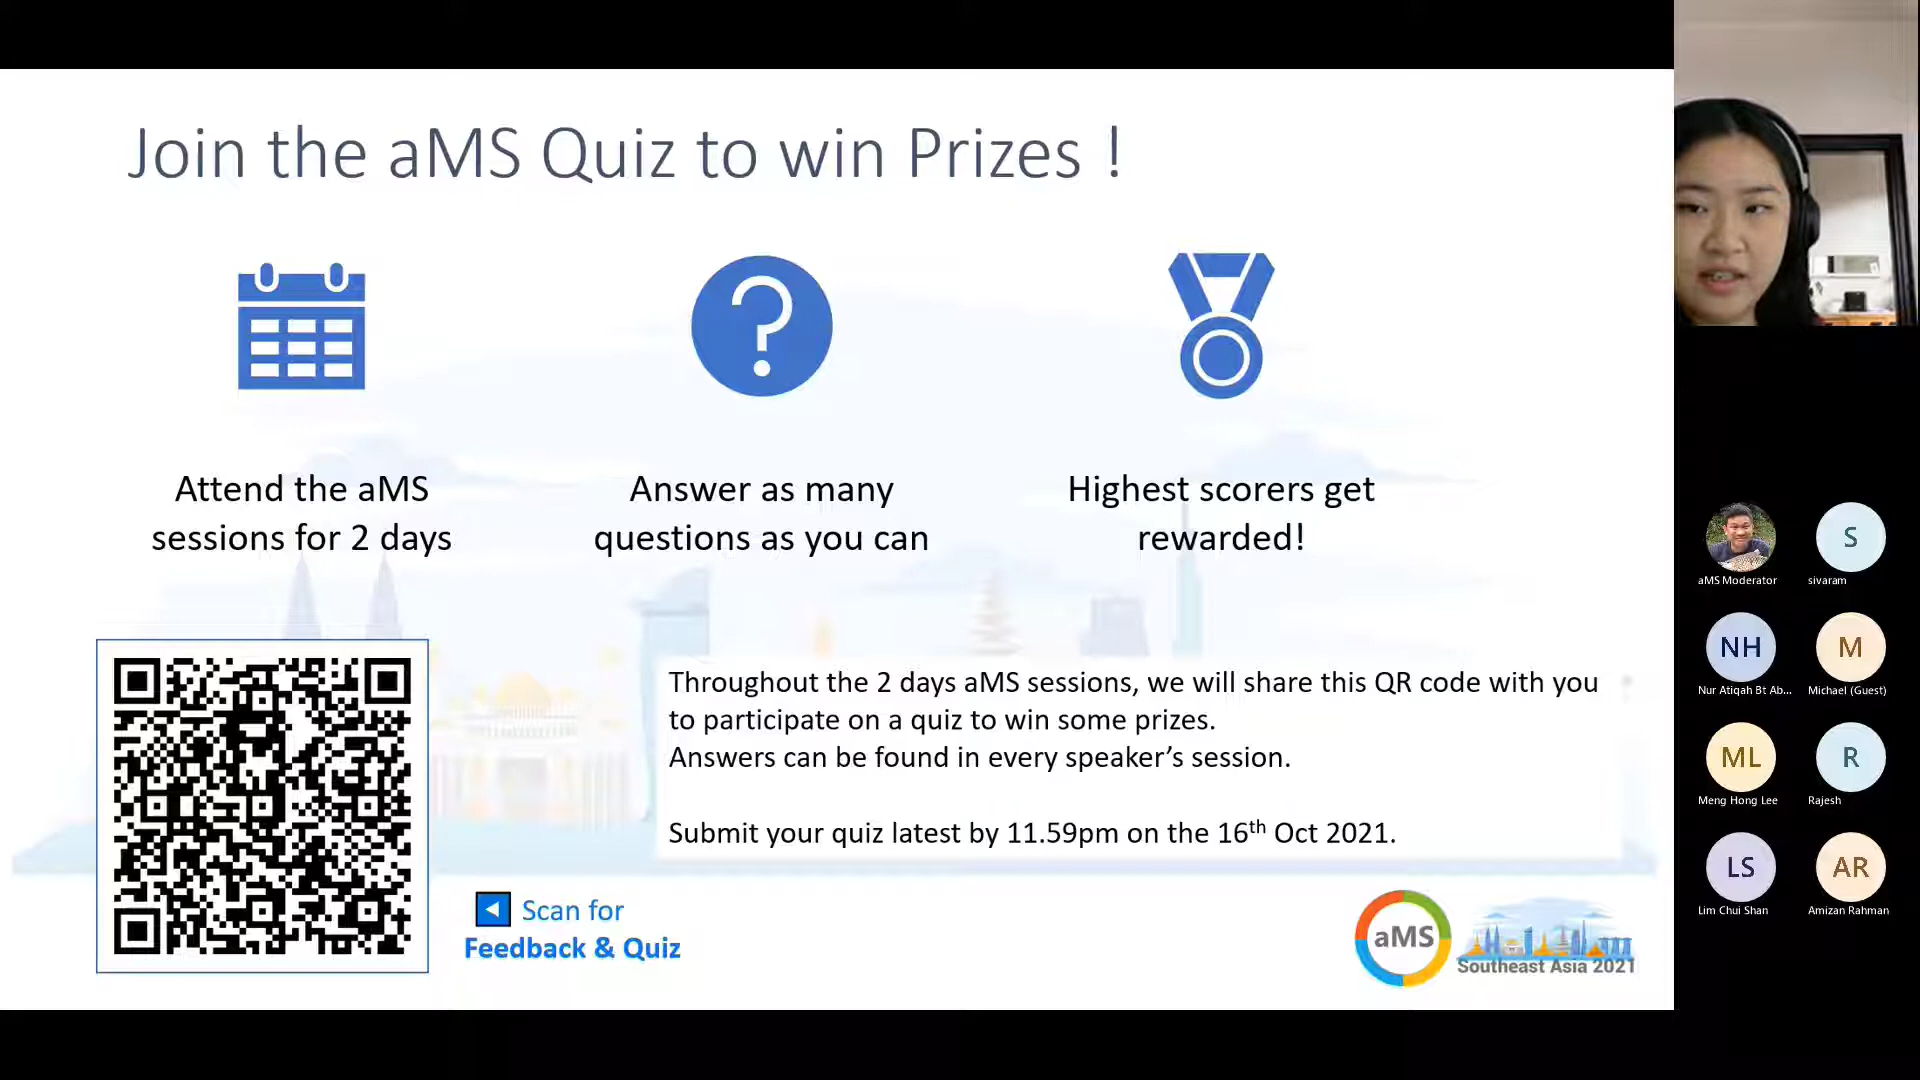 Join the aMS Quiz to win Prizes !
Attend the aMS
sessions for 2 days
Answer as many
questions as you can
Highest scorers get
rewarded!
Throughout the 2 days aMS sessions, we will share this QR code with you
to participate on a quiz to win some prizes.
Answers can be found in every speaker’s session.
Submit your quiz latest by 11.59pm on the 16th Oct 2021.
Scan for
Feedback & Quiz
aMS
Southeast Asia 2021
aMS Moderator
S
sivaram
NH
Nur Atiqah Bt Ab...
M
Michael (Guest)
ML
Meng Hong Lee
R
Rajesh
LS
Lim Chui Shan
AR
Amizan Rahman